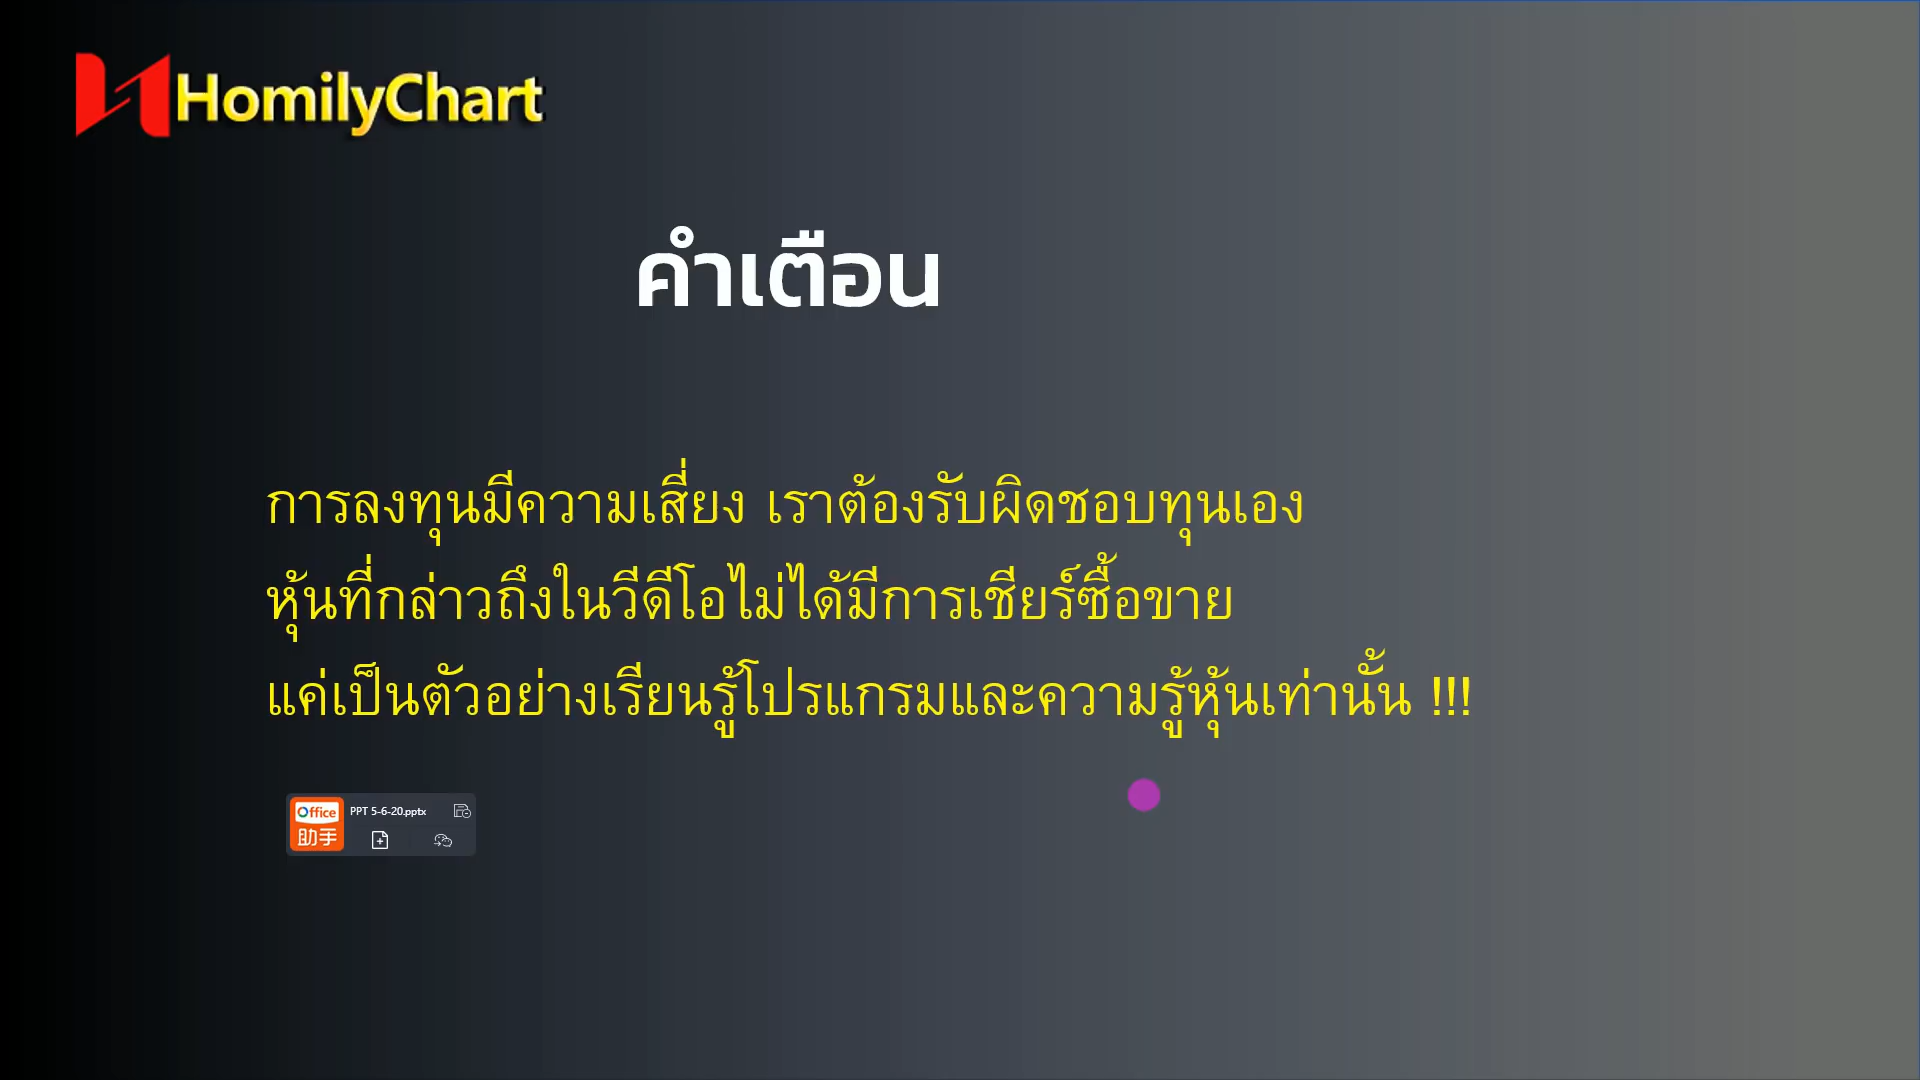 HomilyChart
คำเตือน
การลงทุนมีความเสี่ยง เราต้องรับผิดชอบทุนเอง
หุ้นที่กล่าวถึงในวีดีโอไม่ได้มีการเชียร์ซื้อขาย
แค่เป็นตัวอย่างเรียนรู้โปรแกรมและความรู้หุ้นเท่านั้น !!!
Office PPT 5-6-20.pptx
助手